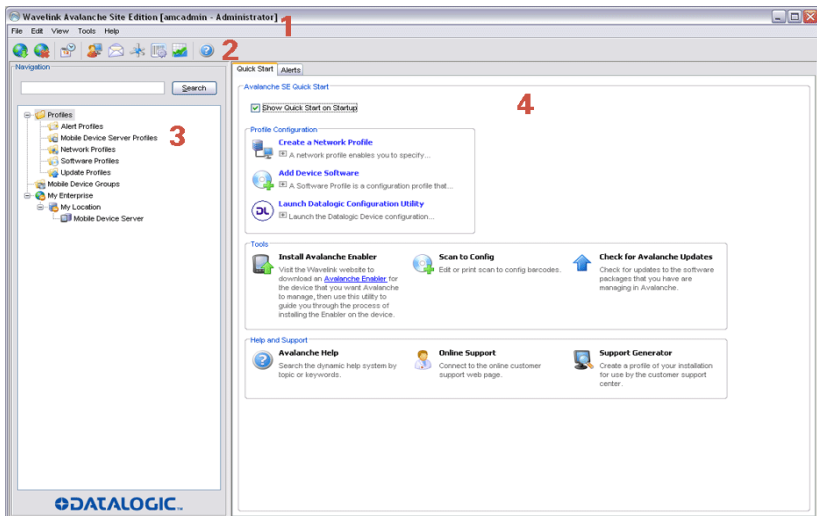 Wavelink Avalanche Site Edition [amcadmin - Administrator]
1
File Edit View Tools Help
2
Navigation
Search
Profiles
Alert Profiles
Mobile Device Server Profiles
3
Network Profiles
Software Profiles
Update Profiles
Mobile Device Groups
My Enterprise
My Location
Mobile Device Server
DATALOGIC™
Quick Start Alerts
Avalanche SE Quick Start
Show Quick Start on Startup
4
Profile Configuration
Create a Network Profile
A network profile enables you to specify...
Add Device Software
A Software Profile is a configuration profile that...
DL
Launch Datalogic Configuration Utility
Launch the Datalogic Device configuration...
Tools
Install Avalanche Enabler
Visit the Wavelink website to
download an Avalanche Enabler for
the device that you want Avalanche
to manage, then use this utility to
guide you through the process of
installing the Enabler on the device.
Scan to Config
Edit or print scan to config barcodes.
Check for Avalanche Updates
Check for updates to the software
packages that you have are
managing in Avalanche.
Help and Support
Avalanche Help
Search the dynamic help system by
topic or keywords.
Online Support
Connect to the online customer
support web page.
Support Generator
Create a profile of your installation
for use by the customer support
center.